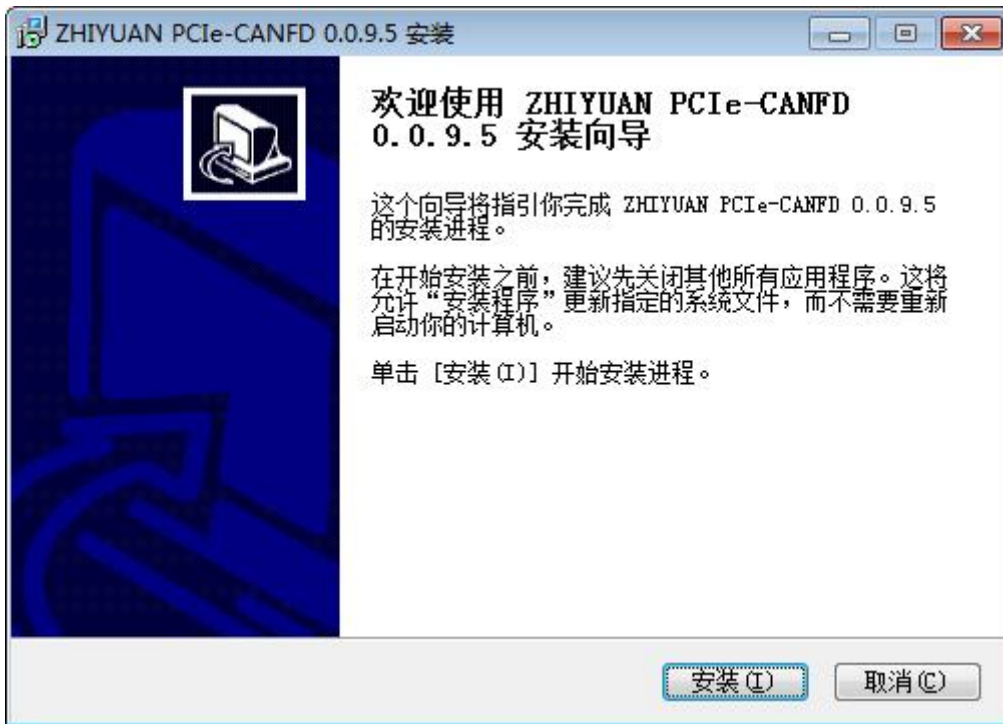 ZHIYUAN PCIe-CANFD 0.0.9.5 安装
欢迎使用 ZHIYUAN PCIe-CANFD
0.0.9.5 安装向导
这个向导将指引你完成 ZHIYUAN PCIe-CANFD 0.0.9.5
的安装进程。
在开始安装之前，建议先关闭其他所有应用程序。这将
允许“安装程序”更新指定的系统文件，而不需要重新
启动你的计算机。
单击 [安装(I)] 开始安装进程。
安装(I)
取消(C)